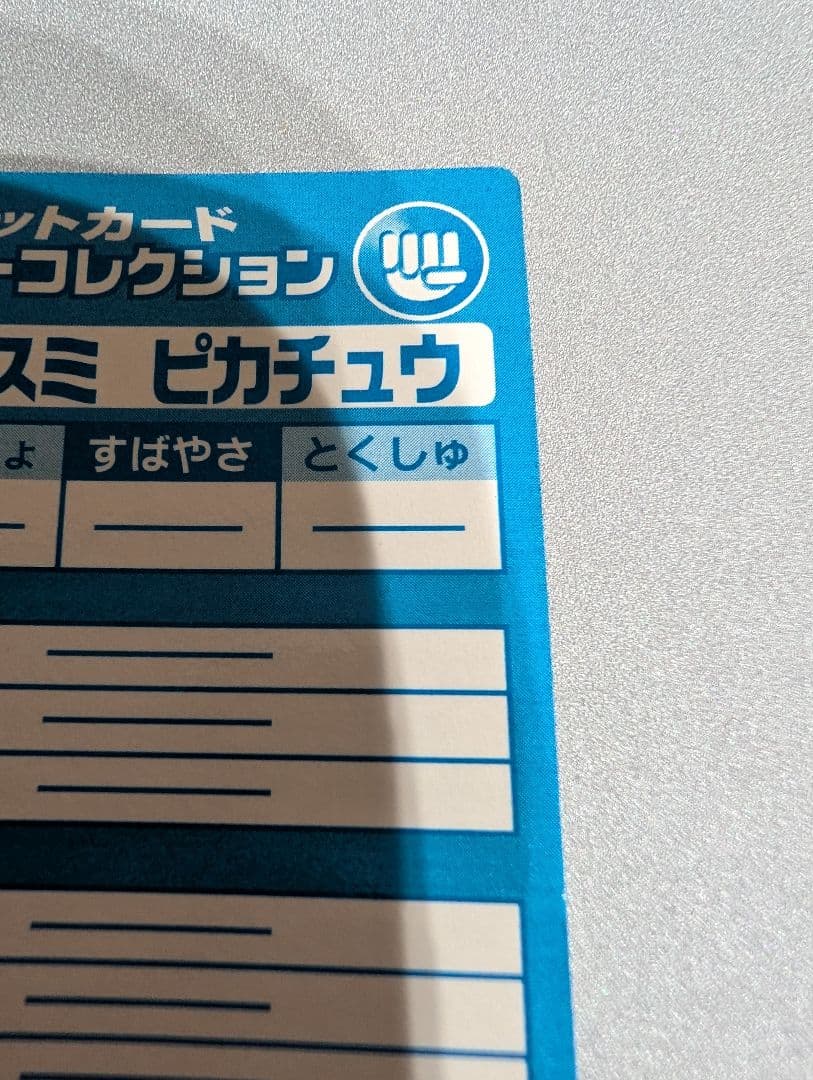 ットカード
ーコレクション
スミ ピカチュウ
ょ すばやさ とくしゅ